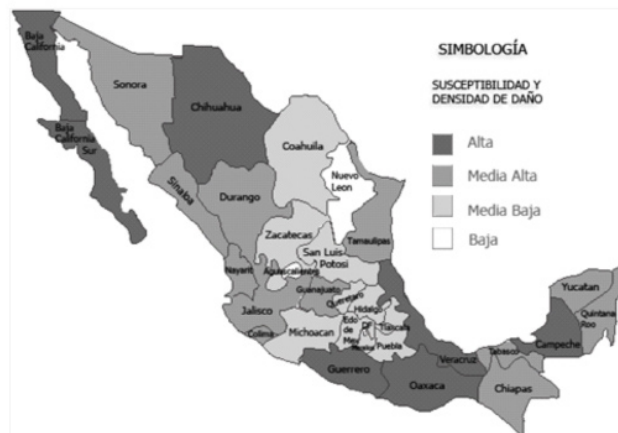 SIMBOLOGÍA
SUSCEPTIBILIDAD Y
DENSIDAD DE DAÑO
Alta
Media Alta
Media Baja
Baja
Baja
California
Sonora
Chihuahua
Coahuila
Baja
California
Sur
Nuevo
Leon
Sinaloa
Durango
Zacatecas
Tamaulipas
San Luis
Potosi
Nayarit
Aguascalientes
Guanajuato
Queretaro
Hidalgo
Jalisco
Colima
Michoacan
Edo
de
Mex
DF
Tlaxcala
Puebla
Guerrero
Oaxaca
Veracruz
Tabasco
Chiapas
Campeche
Yucatan
Quintana
Roo